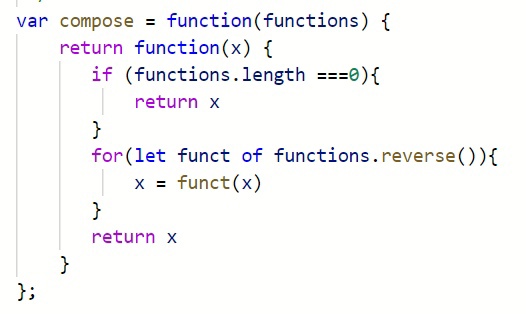 var compose = function(functions) {
    return function(x) {
        if (functions.length ===0){
            return x
        }
        for(let funct of functions.reverse()){
            x = funct(x)
        }
        return x
    }
};